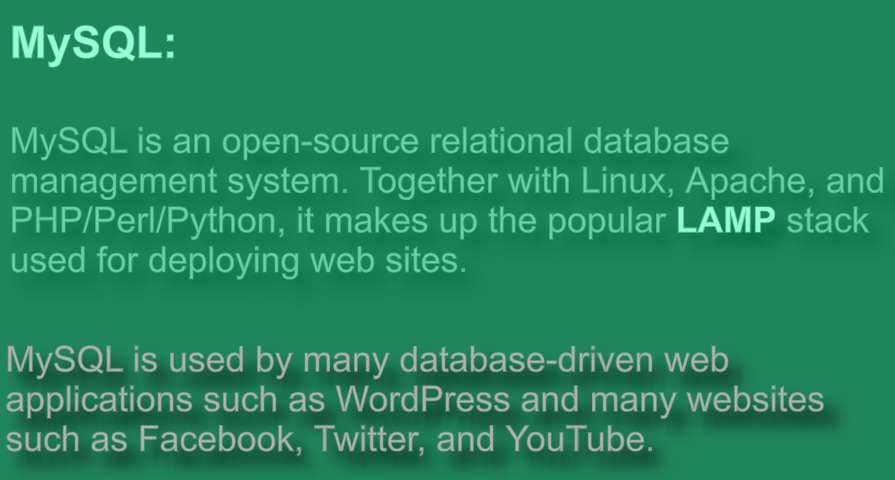 MySQL:
MySQL is an open-source relational database
management system. Together with Linux, Apache, and
PHP/Perl/Python, it makes up the popular LAMP stack
used for deploying web sites.
MySQL is used by many database-driven web
applications such as WordPress and many websites
such as Facebook, Twitter, and YouTube.